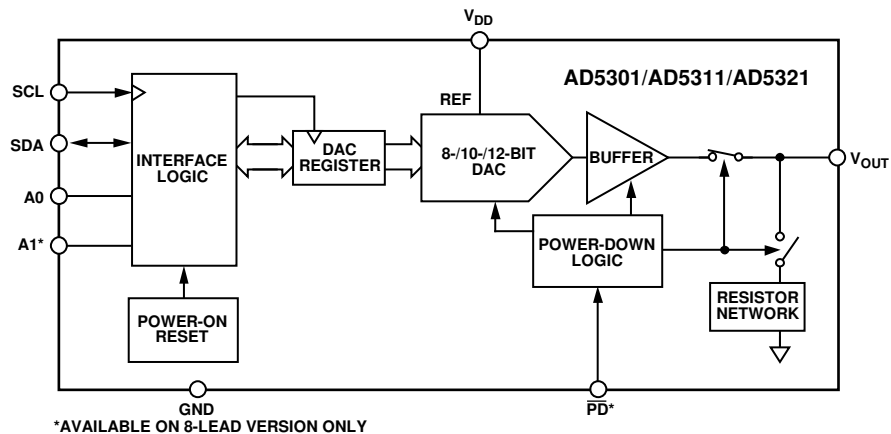 V_DD
AD5301/AD5311/AD5321
SCL
REF
SDA
INTERFACE
LOGIC
DAC
REGISTER
8-/10-/12-BIT
DAC
BUFFER
V_OUT
A0
A1*
POWER-DOWN
LOGIC
POWER-ON
RESET
RESISTOR
NETWORK
GND
P̅D̅*
*AVAILABLE ON 8-LEAD VERSION ONLY